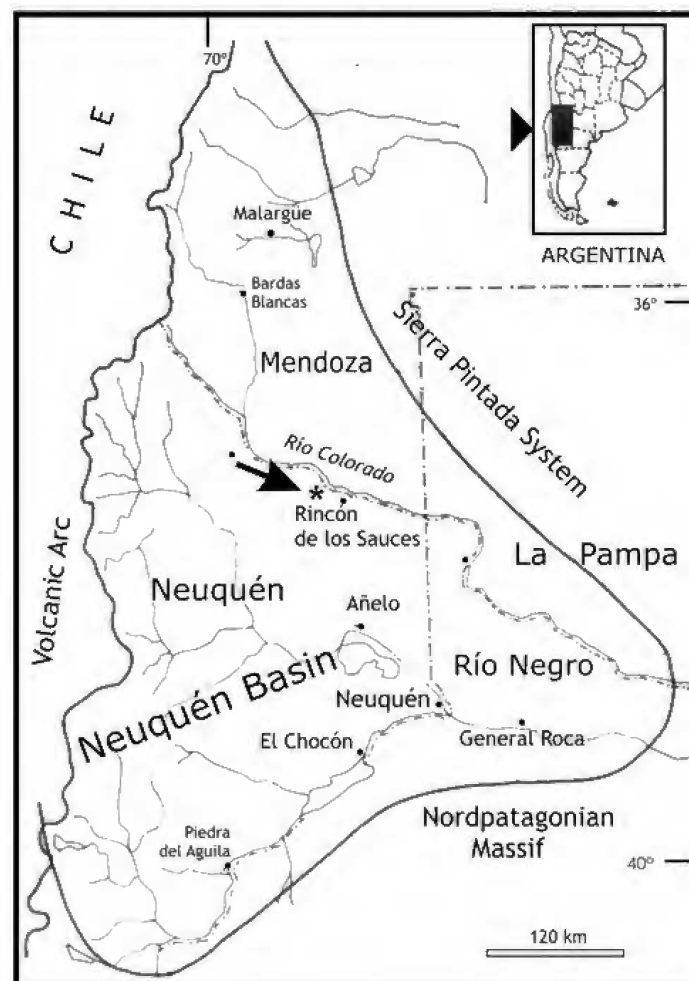 70°
CHILE
ARGENTINA
Malargüe
36°
Bardas
Blancas
Sierra Pintada System
Mendoza
Río Colorado
*
Rincón
de los Sauces
La Pampa
Volcanic Arc
Neuquén
Añelo
Río Negro
Neuquén Basin
Neuquén
General Roca
El Chocón
Nordpatagonian
Massif
Piedra
del Aguila
40°
120 km